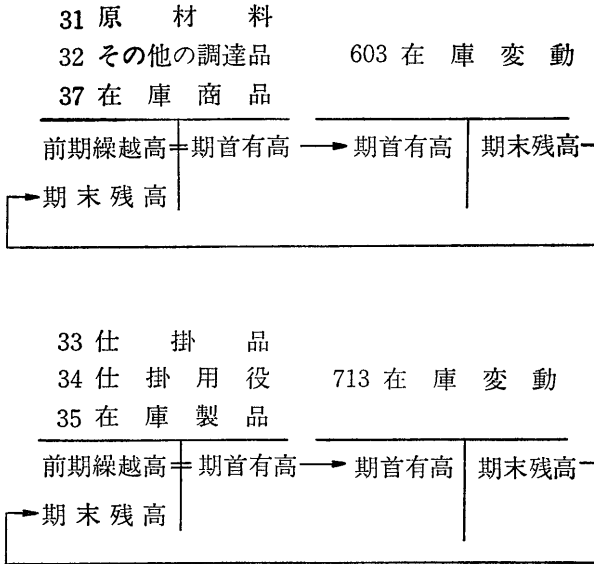 31 原材料
32 その他の調達品 603 在庫変動
37 在庫商品
前期繰越高=期首有高 → 期首有高 期末残高
期末残高
33 仕掛品
34 仕掛用役 713 在庫変動
35 在庫製品
前期繰越高=期首有高 → 期首有高 期末残高
期末残高